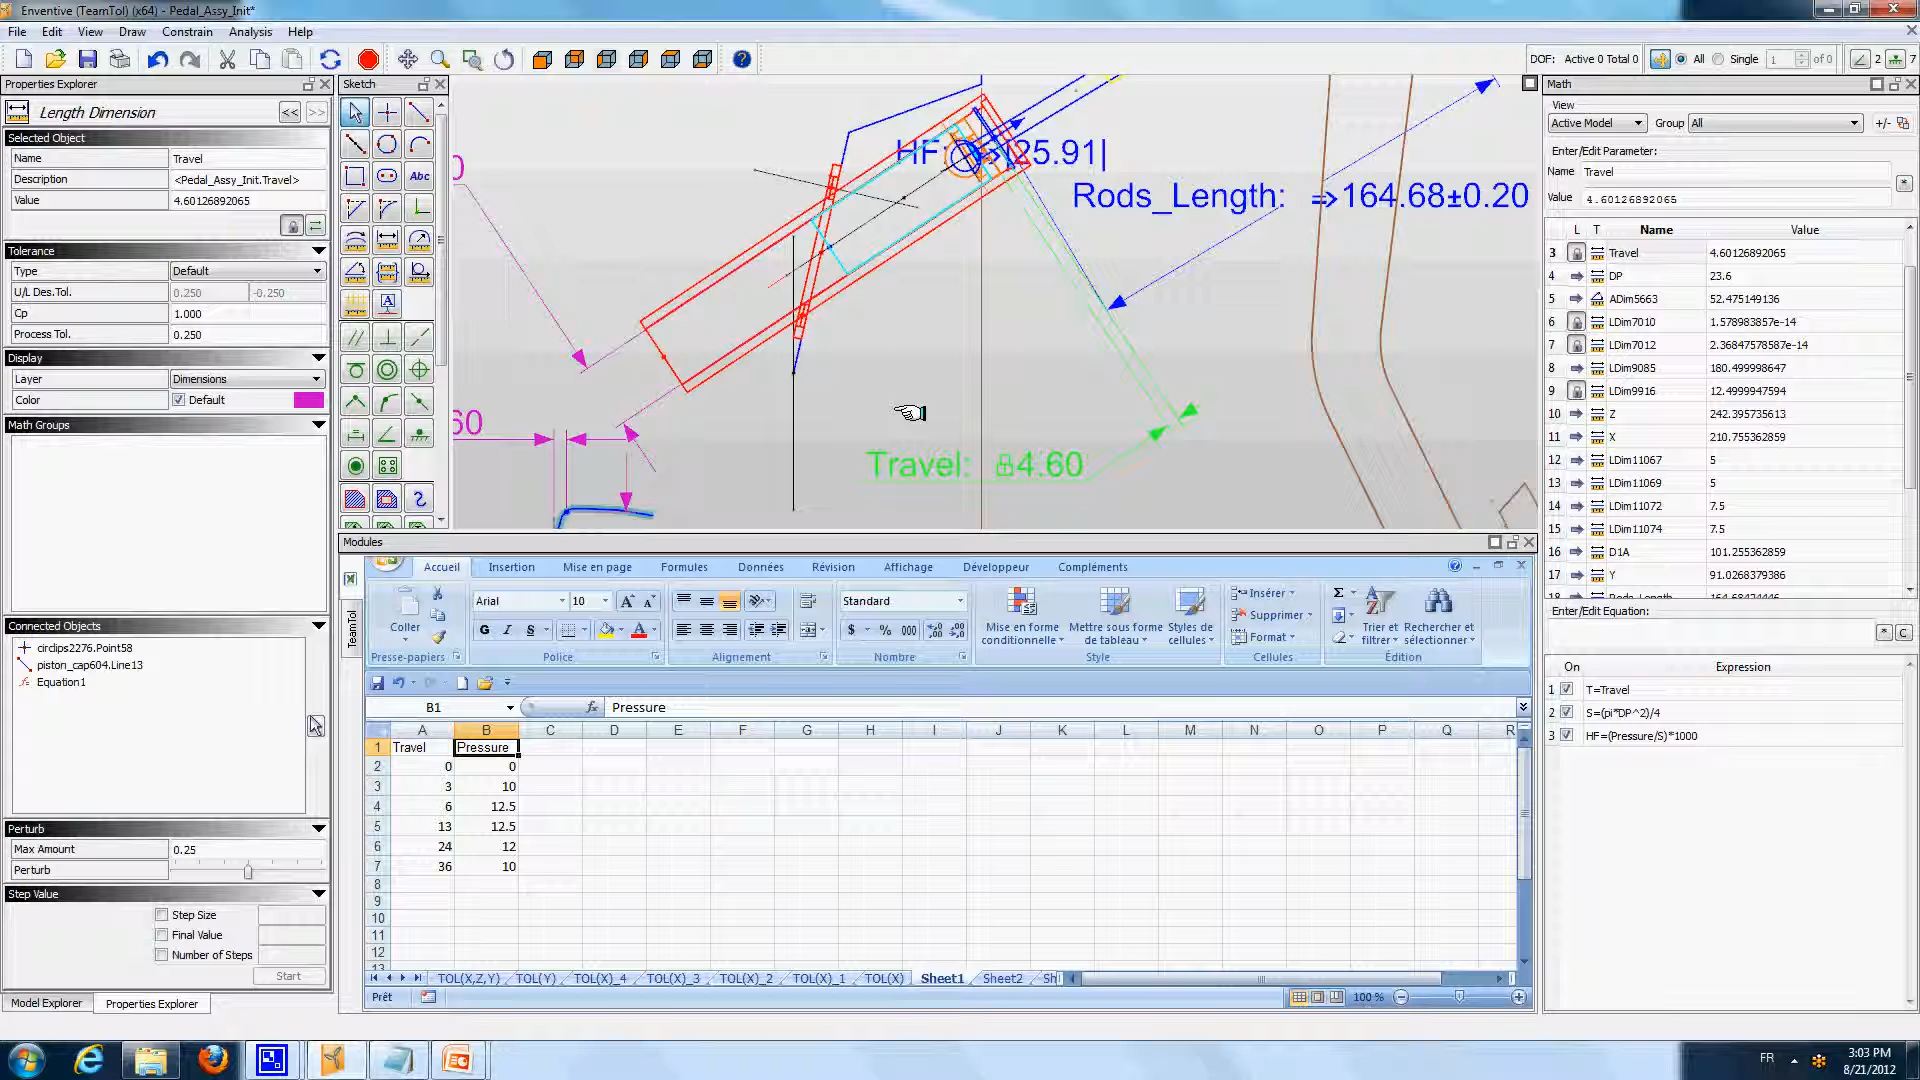 Enventive (TeamTol) (x64) - Pedal_Assy_Init*
File Edit View Draw Constrain Analysis Help
DOF: Active 0 Total 0 All Single 1 of 0 2 7
Properties Explorer
Length Dimension << >>
Selected Object
Name Travel
Description <Pedal_Assy_Init.Travel>
Value 4.60126892065
Tolerance
Type Default
U/L Des.Tol. 0.250 -0.250
Cp 1.000
Process Tol. 0.250
Display
Layer Dimensions
Color Default
Math Groups
Connected Objects
circlips2276.Point58
piston_cap604.Line13
Equation1
Perturb
Max Amount 0.25
Perturb
Step Value
Step Size
Final Value
Number of Steps
Start
Model Explorer Properties Explorer
Sketch
Abc
HF: 25.91|
Rods_Length: =>164.68±0.20
0
60
Travel: 4.60
Modules
TeamTol
Accueil Insertion Mise en page Formules Données Révision Affichage Développeur Compléments
Coller
Presse-papiers
Arial 10
G I S
Police
Alignement
Standard
$ % 000
Nombre
Mise en forme conditionnelle
Mettre sous forme de tableau
Styles de cellules
Style
Insérer
Supprimer
Format
Cellules
Trier et filtrer
Rechercher et sélectionner
Édition
B1 fx Pressure
A B C D E F G H I J K L M N O P Q R
1 Travel Pressure
2 0 0
3 3 10
4 6 12.5
5 13 12.5
6 24 12
7 36 10
8
9
10
11
12
13
TOL(X,Z,Y) TOL(Y) TOL(X)_4 TOL(X)_3 TOL(X)_2 TOL(X)_1 TOL(X) Sheet1 Sheet2 Sh
Prêt 100 %
Math
View
Active Model Group All +/-
Enter/Edit Parameter:
Name Travel
Value 4.60126892065
L T Name Value
3 Travel 4.60126892065
4 DP 23.6
5 ADim5663 52.475149136
6 LDim7010 1.578983857e-14
7 LDim7012 2.36847578587e-14
8 LDim9085 180.499998647
9 LDim9916 12.4999947594
10 Z 242.395735613
11 X 210.755362859
12 LDim11067 5
13 LDim11069 5
14 LDim11072 7.5
15 LDim11074 7.5
16 D1A 101.255362859
17 Y 91.0268379386
18 Rods_Length 164.68474446
Enter/Edit Equation:
* C
On Expression
1 T=Travel
2 S=(pi*DP^2)/4
3 HF=(Pressure/S)*1000
FR 3:03 PM
8/21/2012